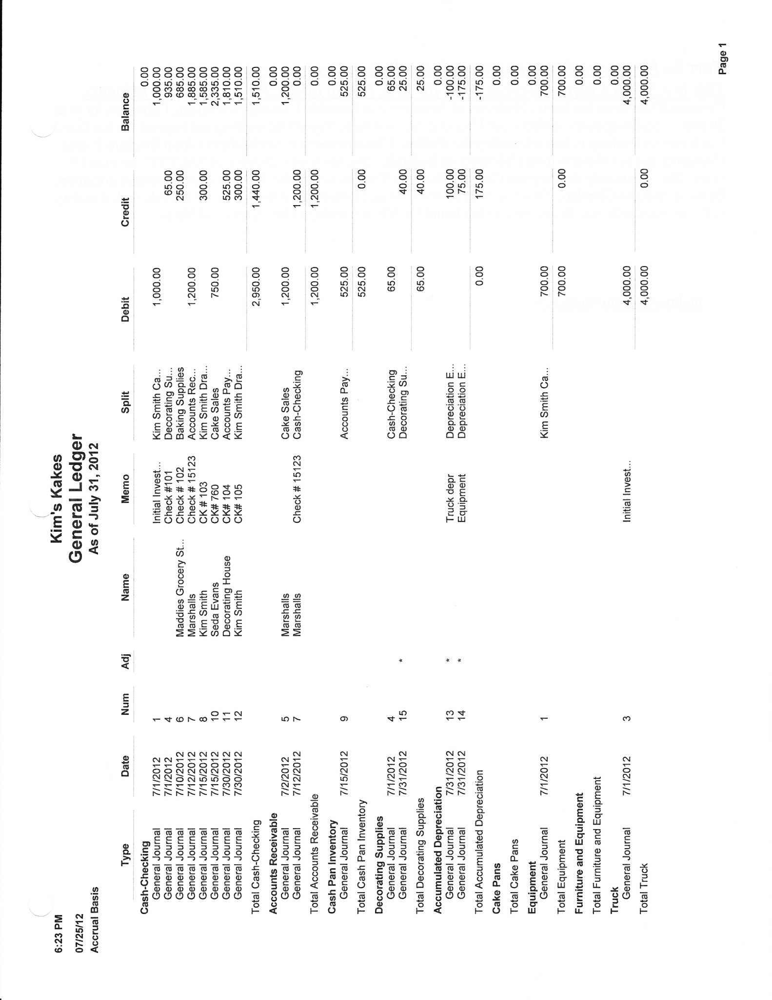 6:23 PM
Kim's Kakes
07/25/12
General Ledger
Accrual Basis
As of July 31, 2012
Type Date Num Adj Name Memo Split Debit Credit Balance
Cash-Checking 0.00
General Journal 7/1/2012 1 Initial Invest... Kim Smith Ca... 1,000.00 1,000.00
General Journal 7/1/2012 4 Check #101 Decorating Su... 65.00 935.00
General Journal 7/10/2012 6 Maddies Grocery St... Check # 102 Baking Supplies 250.00 685.00
General Journal 7/12/2012 7 Marshalls Check # 15123 Accounts Rec... 1,200.00 1,885.00
General Journal 7/15/2012 8 Kim Smith CK # 103 Kim Smith Dra... 300.00 1,585.00
General Journal 7/15/2012 10 Seda Evans CK# 760 Cake Sales 750.00 2,335.00
General Journal 7/30/2012 11 Decorating House CK# 104 Accounts Pay... 525.00 1,810.00
General Journal 7/30/2012 12 Kim Smith CK# 105 Kim Smith Dra... 300.00 1,510.00
Total Cash-Checking 2,950.00 1,440.00 1,510.00
Accounts Receivable 0.00
General Journal 7/2/2012 5 Marshalls Cake Sales 1,200.00 1,200.00
General Journal 7/12/2012 7 Marshalls Check # 15123 Cash-Checking 1,200.00 0.00
Total Accounts Receivable 1,200.00 1,200.00 0.00
Cash Pan Inventory 0.00
General Journal 7/15/2012 9 Accounts Pay... 525.00 525.00
Total Cash Pan Inventory 525.00 0.00 525.00
Decorating Supplies 0.00
General Journal 7/1/2012 4 Cash-Checking 65.00 65.00
General Journal 7/31/2012 15 * Decorating Su... 40.00 25.00
Total Decorating Supplies 65.00 40.00 25.00
Accumulated Depreciation 0.00
General Journal 7/31/2012 13 * Truck depr Depreciation E... 100.00 -100.00
General Journal 7/31/2012 14 * Equipment Depreciation E... 75.00 -175.00
Total Accumulated Depreciation 0.00 175.00 -175.00
Cake Pans 0.00
Total Cake Pans 0.00
Equipment 0.00
General Journal 7/1/2012 1 Kim Smith Ca... 700.00 700.00
Total Equipment 700.00 0.00 700.00
Furniture and Equipment 0.00
Total Furniture and Equipment 0.00
Truck 0.00
General Journal 7/1/2012 3 Initial Invest... 4,000.00 4,000.00
Total Truck 4,000.00 0.00 4,000.00
Page 1